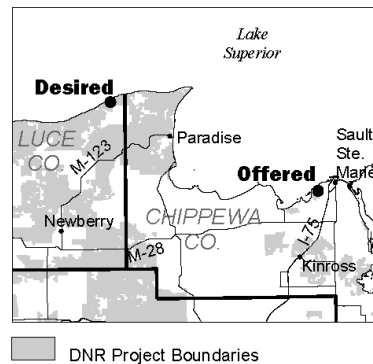 Lake
Superior
Desired
LUCE
CO.
M-123
Paradise
Sault
Ste.
Marie
Offered
Newberry
CHIPPEWA
CO.
I-75
M-28
Kinross
DNR Project Boundaries